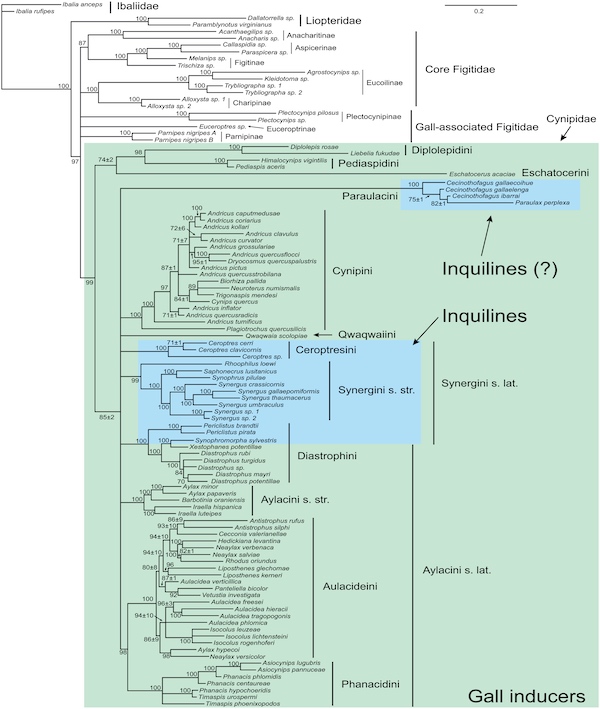 Ibalia anceps
Ibalia rufipes
Ibaliidae
0.2
Dallatorrella sp.
Paramblynotus virginianus
Liopteridae
Acanthaegilips sp.
Anacharis sp.
Anacharitinae
Callaspidia sp.
Paraspicera sp.
Aspicerinae
Melanips sp.
Trischiza sp.
Figitinae
Agrostocynips sp.
Kleidotoma sp.
Trybliographa sp. 1
Trybliographa sp. 2
Eucoilinae
Core Figitidae
Alloxysta sp. 1
Alloxysta sp. 2
Charipinae
Plectocynips pilosus
Plectocynips sp.
Plectocynipinae
Euceroptres sp.
Euceroptrinae
Gall-associated Figitidae
Parnipes nigripes A
Parnipes nigripes B
Parnipinae
Cynipidae
Diplolepis rosae
Liebelia fukudae
Diplolepidini
Himalocynips vigintilis
Pediaspis aceris
Pediaspidini
Eschatocerus acaciae
Eschatocerini
Cecinothofagus gallaecoihue
Cecinothofagus gallaelenga
Cecinothofagus ibarrai
Paraulax perplexa
Paraulacini
Inquilines (?)
Andricus caputmedusae
Andricus coriarius
Andricus kollari
Andricus clavulus
Andricus curvator
Andricus grossulariae
Andricus quercusflocci
Dryocosmus quercuspalustris
Andricus pictus
Andricus quercusstrobilana
Biorhiza pallida
Neuroterus numismalis
Trigonaspis mendesi
Cynips quercus
Andricus inflator
Andricus quercusradicis
Andricus tumificus
Plagiotrochus quercusilicis
Cynipini
Qwaqwaia scolopiae
Qwaqwaiini
Inquilines
Ceroptres cerri
Ceroptres clavicornis
Ceroptres sp.
Ceroptresini
Rhoophilus loewi
Saphonecrus lusitanicus
Synophrus pilulae
Synergus crassicornis
Synergus gallaepomiformis
Synergus thaumacerus
Synergus umbraculus
Synergus sp. 1
Synergus sp. 2
Synergini s. str.
Synergini s. lat.
Periclistus brandtii
Periclistus pirata
Synophromorpha sylvestris
Xestophanes potentillae
Diastrophus rubi
Diastrophus turgidus
Diastrophus sp.
Diastrophus mayri
Diastrophus potentillae
Diastrophini
Aylax minor
Aylax papaveris
Barbotinia oraniensis
Iraella hispanica
Iraella luteipes
Aylacini s. str.
Aylacini s. lat.
Antistrophus rufus
Antistrophus silphi
Cecconia valerianellae
Hedickiana levantina
Neaylax verbenaca
Neaylax salviae
Rhodus oriundus
Liposthenes glechomae
Liposthenes kerneri
Aulacidea verticillica
Panteliella bicolor
Vetustia investigata
Aulacidea freesei
Aulacidea hieracii
Aulacidea tragopogonis
Aulacidea phlomica
Isocolus leuzeae
Isocolus lichtensteini
Isocolus rogenhoferi
Aylax hypecoi
Neaylax versicolor
Aulacideini
Asiocynips lugubris
Asiocynips pannuceae
Phanacis phlomidis
Phanacis centaureae
Phanacis hypochoeridis
Timaspis urospermi
Timaspis phoenixopodos
Phanacidini
Gall inducers